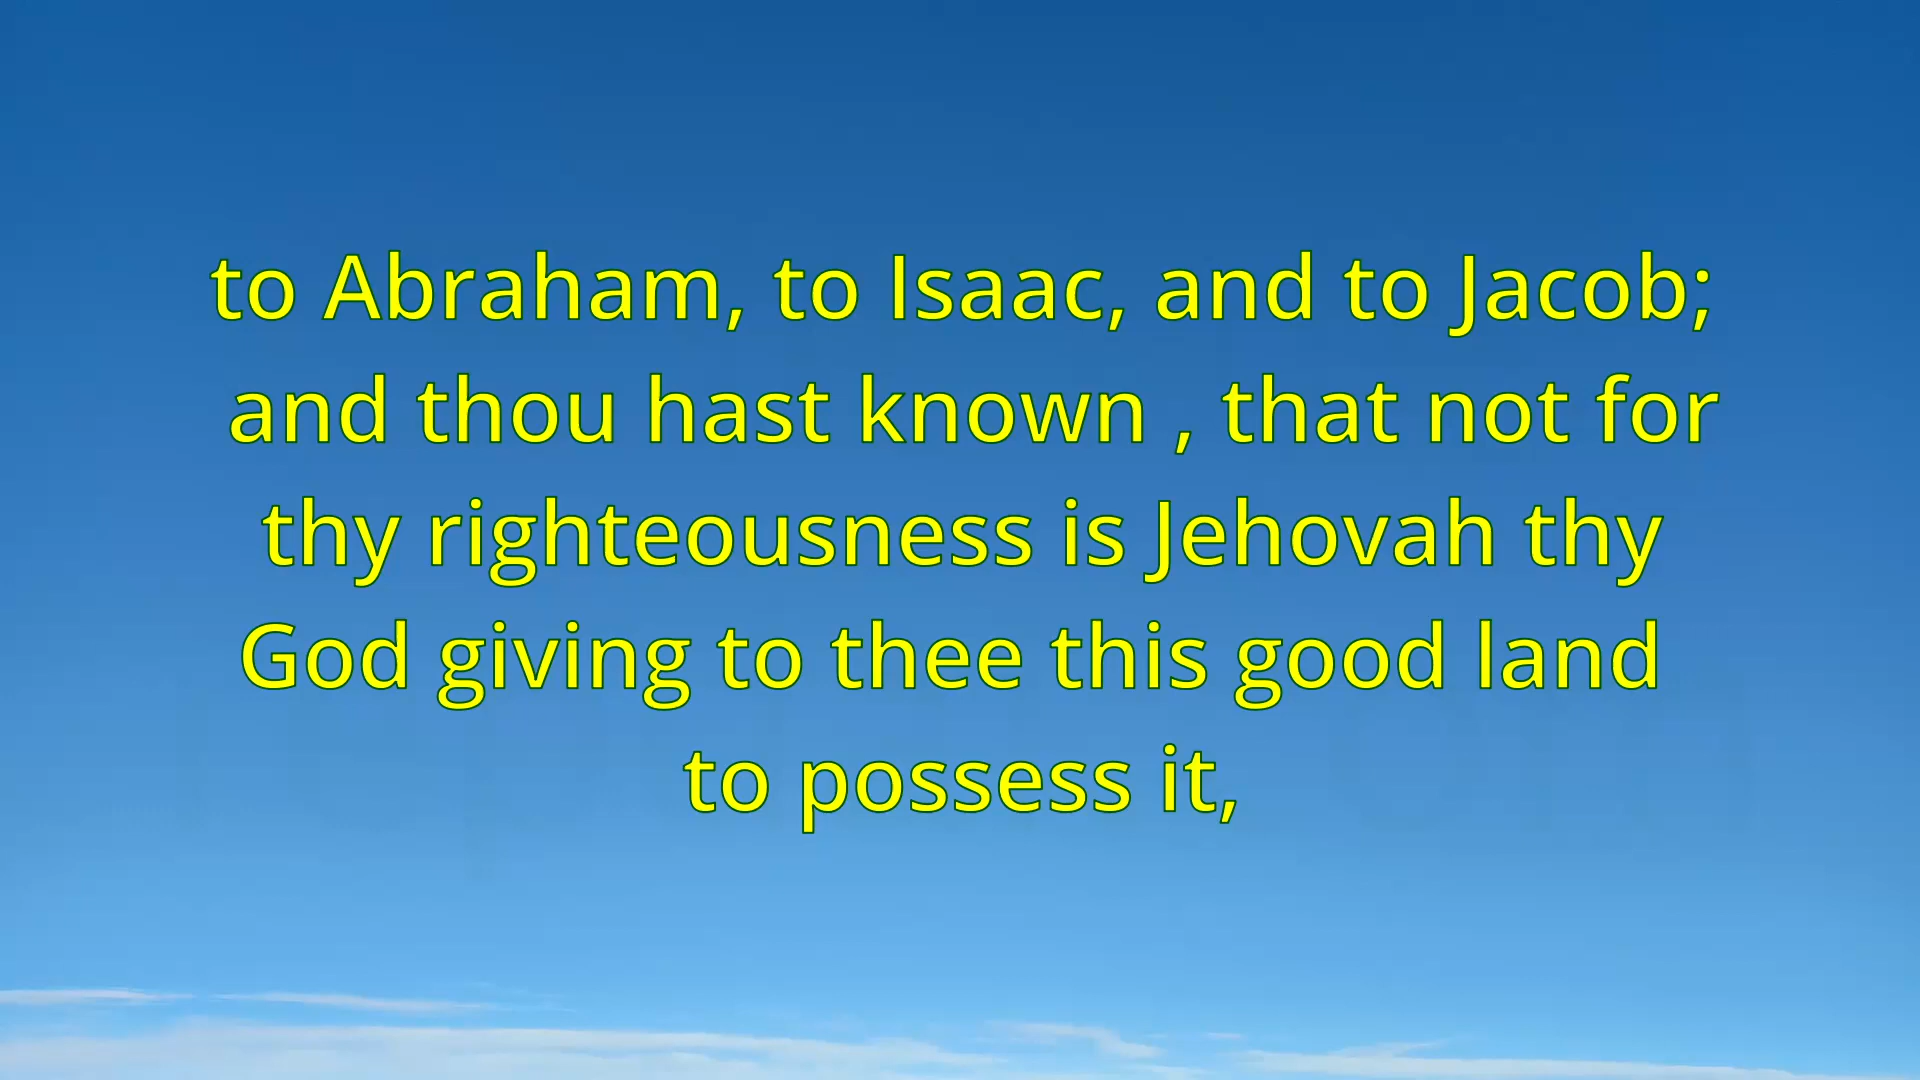 to Abraham, to Isaac, and to Jacob;
and thou hast known , that not for
thy righteousness is Jehovah thy
God giving to thee this good land
to possess it,